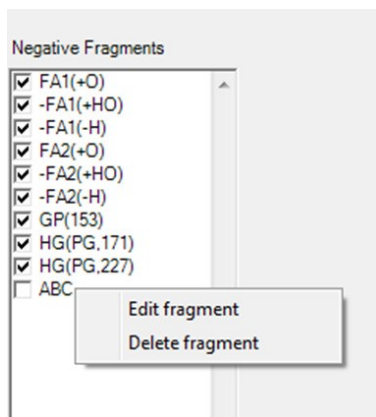 Negative Fragments
FA1(+O)
-FA1(+HO)
-FA1(-H)
FA2(+O)
-FA2(+HO)
-FA2(-H)
GP(153)
HG(PG,171)
HG(PG,227)
ABC
Edit fragment
Delete fragment